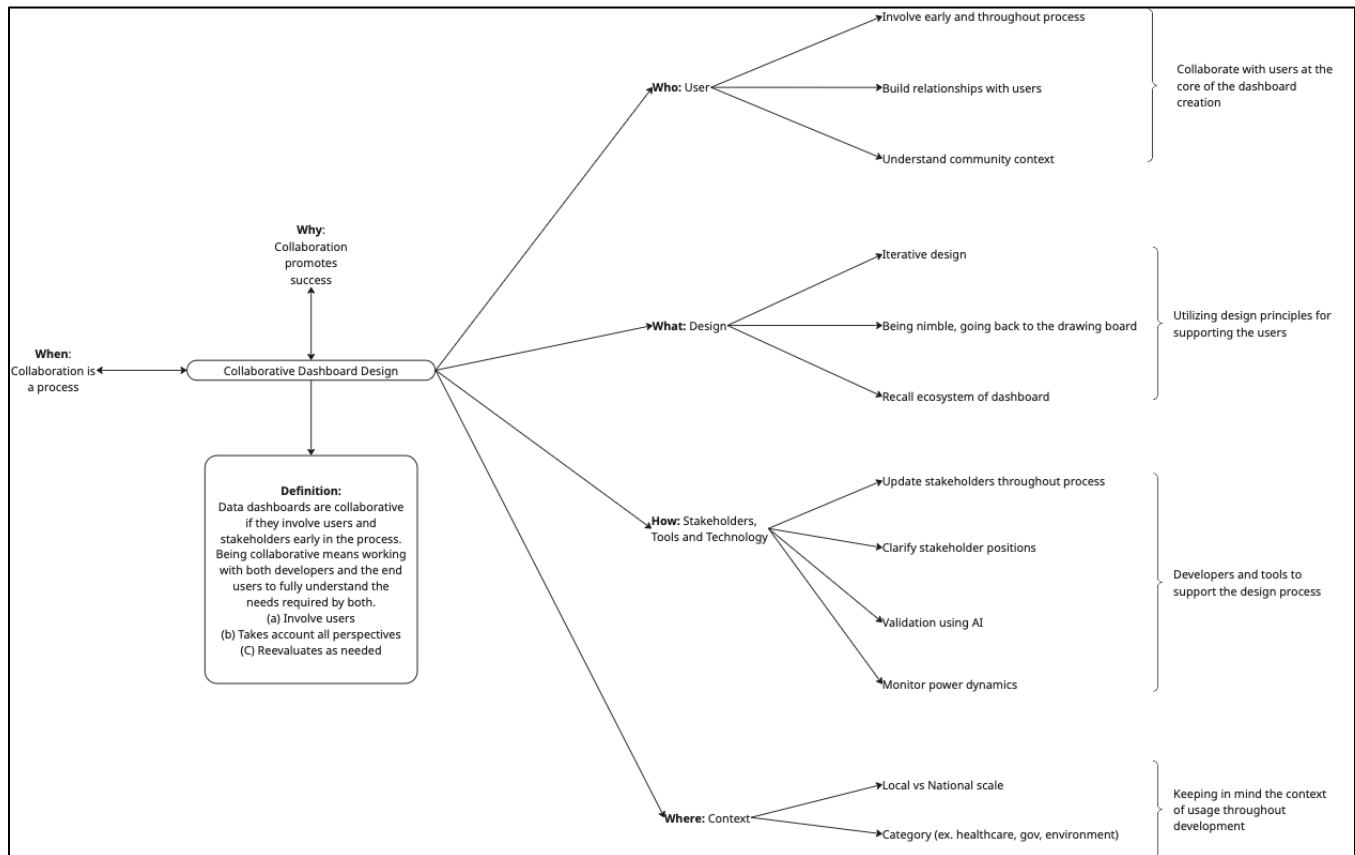 Involve early and throughout process
Who: User
Build relationships with users
Understand community context
Collaborate with users at the
core of the dashboard
creation
Why:
Collaboration
promotes
success
When:
Collaboration is
a process
Collaborative Dashboard Design
Definition:
Data dashboards are collaborative
if they involve users and
stakeholders early in the process.
Being collaborative means working
with both developers and the end
users to fully understand the
needs required by both.
(a) Involve users
(b) Takes account all perspectives
(C) Reevaluates as needed
What: Design
Iterative design
Being nimble, going back to the drawing board
Recall ecosystem of dashboard
Utilizing design principles for
supporting the users
How: Stakeholders,
Tools and Technology
Update stakeholders throughout process
Clarify stakeholder positions
Validation using AI
Monitor power dynamics
Developers and tools to
support the design process
Where: Context
Local vs National scale
Category (ex. healthcare, gov, environment)
Keeping in mind the context
of usage throughout
development